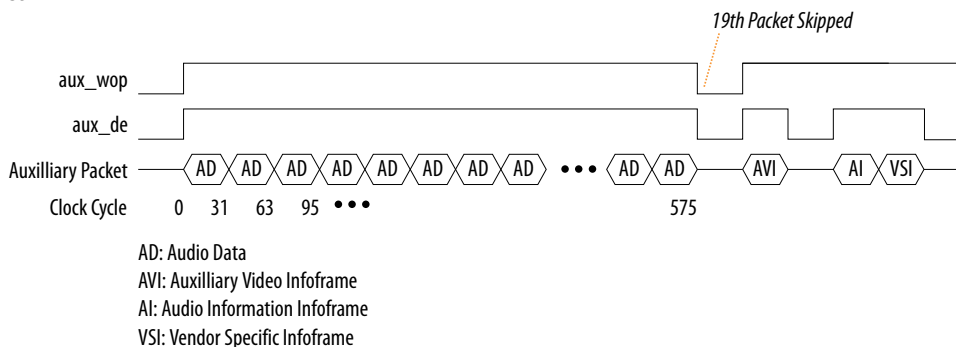 19th Packet Skipped
aux_wop
aux_de
Auxilliary Packet AD AD AD AD AD AD AD AD ••• AD AD AVI AI VSI
Clock Cycle 0 31 63 95 ••• 575
AD: Audio Data
AVI: Auxilliary Video Infoframe
AI: Audio Information Infoframe
VSI: Vendor Specific Infoframe